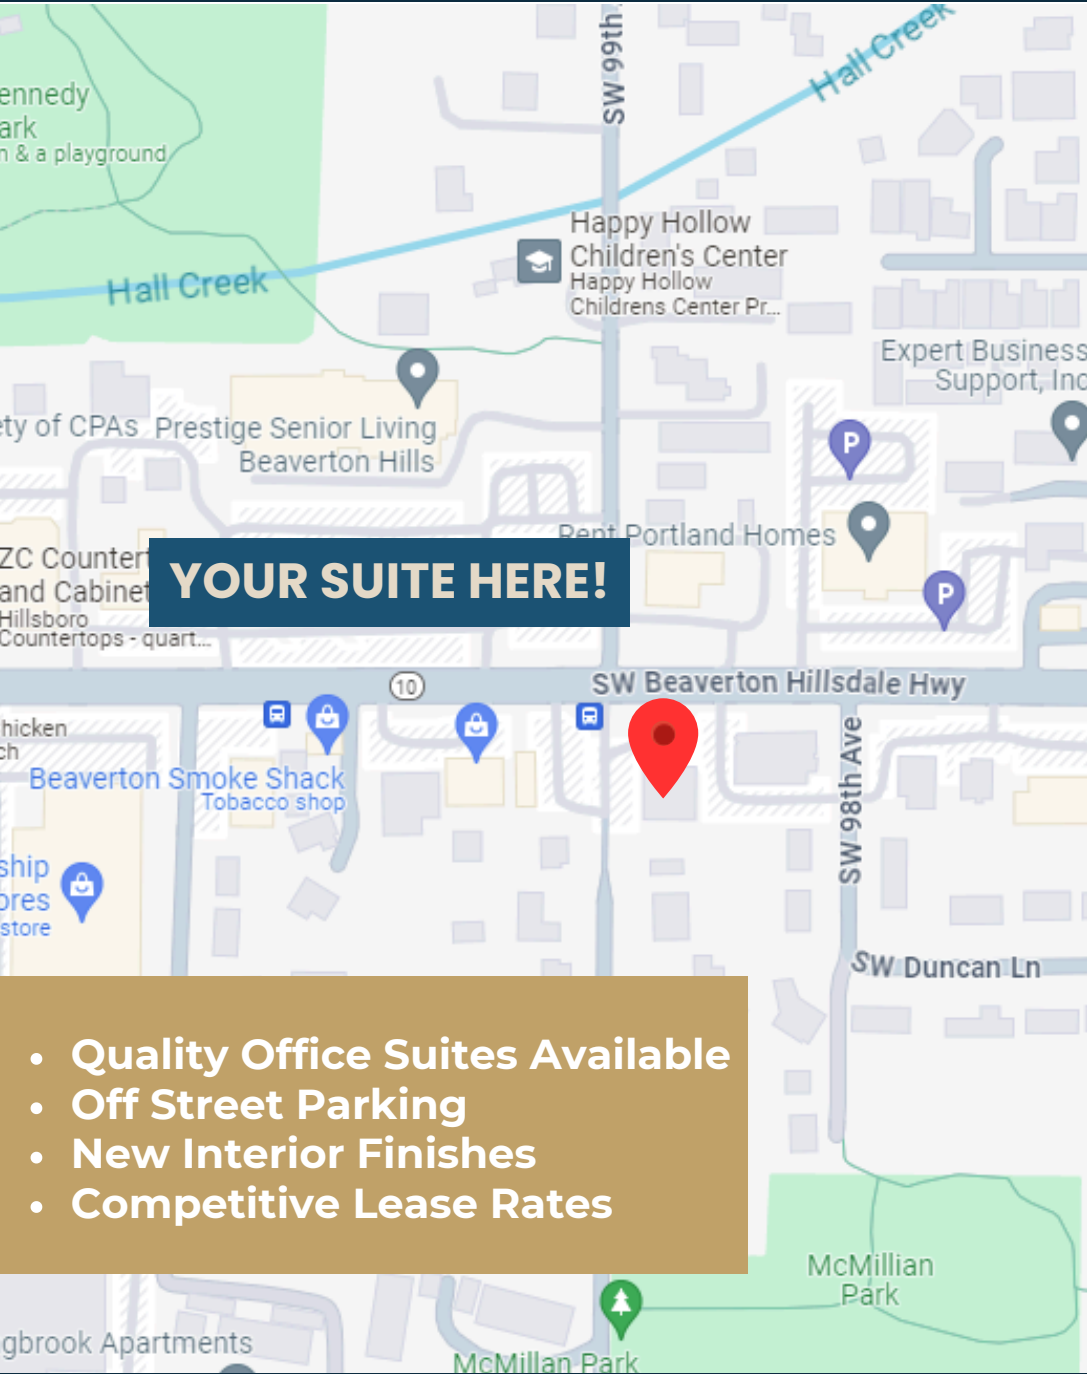 SW 99th
Hall Creek
ennedy
ark
n & a playground
Happy Hollow
Children's Center
Happy Hollow
Childrens Center Pr...
Hall Creek
Expert Business
Support, Inc
ety of CPAs
Prestige Senior Living
Beaverton Hills
P
Rent Portland Homes
ZC Countert
and Cabinet
Hillsboro
Countertops - quart...
YOUR SUITE HERE!
P
10
SW Beaverton Hillsdale Hwy
hicken
ch
Beaverton Smoke Shack
Tobacco shop
SW 98th Ave
ship
ores
store
SW Duncan Ln
• Quality Office Suites Available
• Off Street Parking
• New Interior Finishes
• Competitive Lease Rates
McMillian
Park
gbrook Apartments
McMillan Park